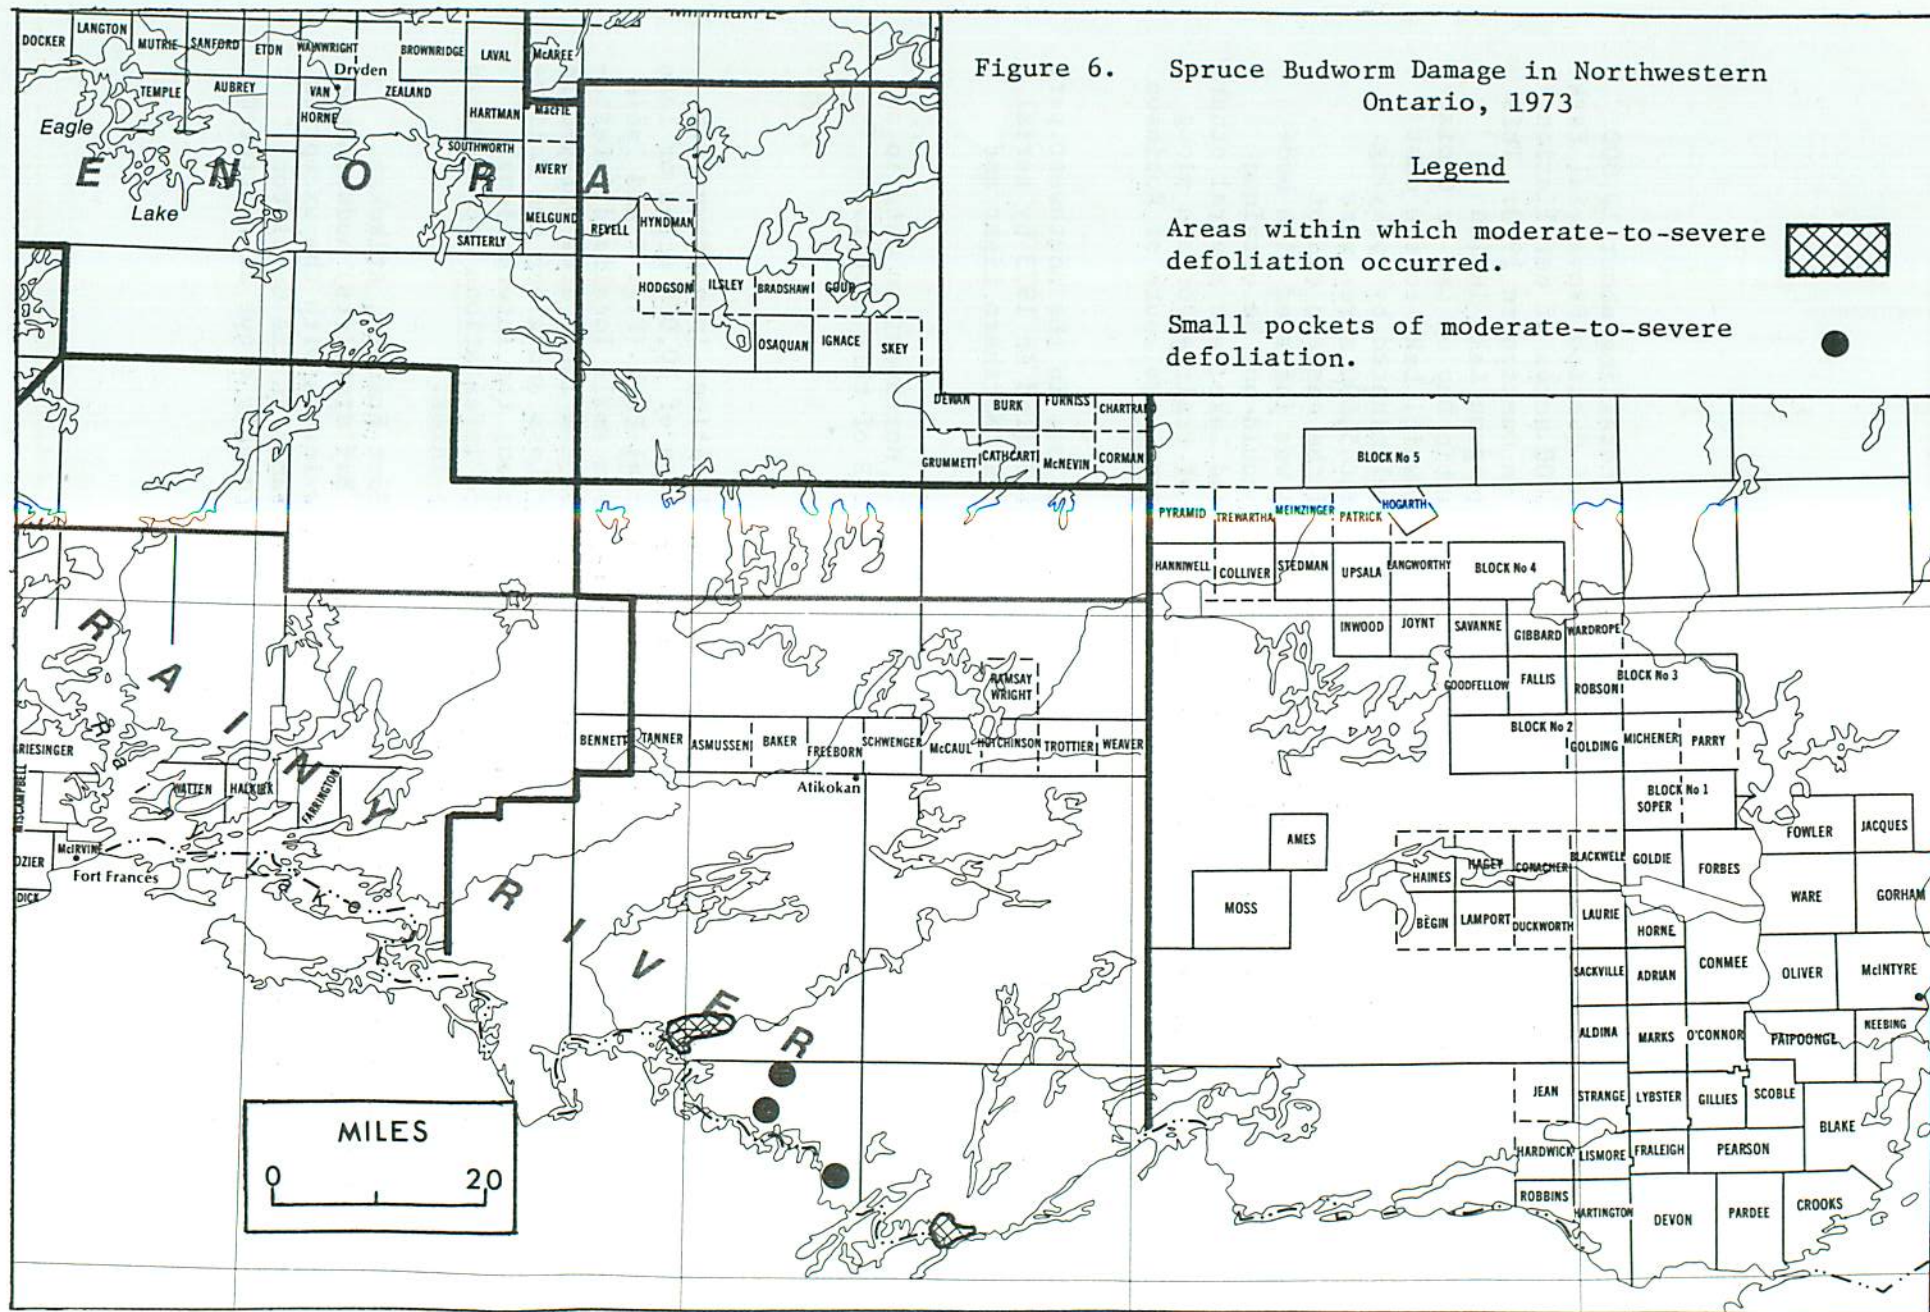 Figure 6. Spruce Budworm Damage in Northwestern
Ontario, 1973
Legend
Areas within which moderate-to-severe
defoliation occurred.
Small pockets of moderate-to-severe
defoliation.
DOCKER
LANGTON
MUTRIE
SANFORD
ETON
WAINWRIGHT
BROWNRIDGE
LAVAL
McAREE
Dryden
TEMPLE
AUBREY
VAN
HORNE
ZEALAND
HARTMAN
MacFIE
Eagle
Lake
SOUTHWORTH
AVERY
E N O R A
MELGUND
REVELL
HYNDMAN
SATTERLY
HODGSON
ILSLEY
BRADSHAW
GOUR
OSAQUAN
IGNACE
SKEY
DEWAN
BURK
FURNISS
CHARTRAND
GRUMMETT
CATHCART
McNEVIN
CORMAN
BLOCK No 5
PYRAMID
TREWARTHA
MEINZINGER
PATRICK
HOGARTH
HANNIWELL
COLLIVER
STEDMAN
UPSALA
LANGWORTHY
BLOCK No 4
INWOOD
JOYNT
SAVANNE
GIBBARD
WARDROPE
GOODFELLOW
FALLIS
ROBSON
BLOCK No 3
BLOCK No 2
GOLDING
MICHENER
PARRY
BLOCK No 1
SOPER
RAMSAY
WRIGHT
BENNETT
TANNER
ASMUSSEN
BAKER
FREEBORN
SCHWENGER
McCAUL
HUTCHINSON
TROTTIER
WEAVER
Atikokan
R A I N Y
R I V E R
GRIESINGER
MISCAMPBELL
WATTEN
HALKIRK
FARRINGTON
DOZIER
McIRVINE
Fort Frances
DICK
AMES
MOSS
HAINES
HAGEY
CONACHER
BLACKWELL
GOLDIE
FORBES
FOWLER
JACQUES
BEGIN
LAMPORT
DUCKWORTH
LAURIE
HORNE
WARE
GORHAM
SACKVILLE
ADRIAN
CONMEE
OLIVER
McINTYRE
ALDINA
MARKS
O'CONNOR
PAIPOONGE
NEEBING
JEAN
STRANGE
LYBSTER
GILLIES
SCOBLE
BLAKE
HARDWICK
LISMORE
FRALEIGH
PEARSON
ROBBINS
HARTINGTON
DEVON
PARDEE
CROOKS
MILES
0 20